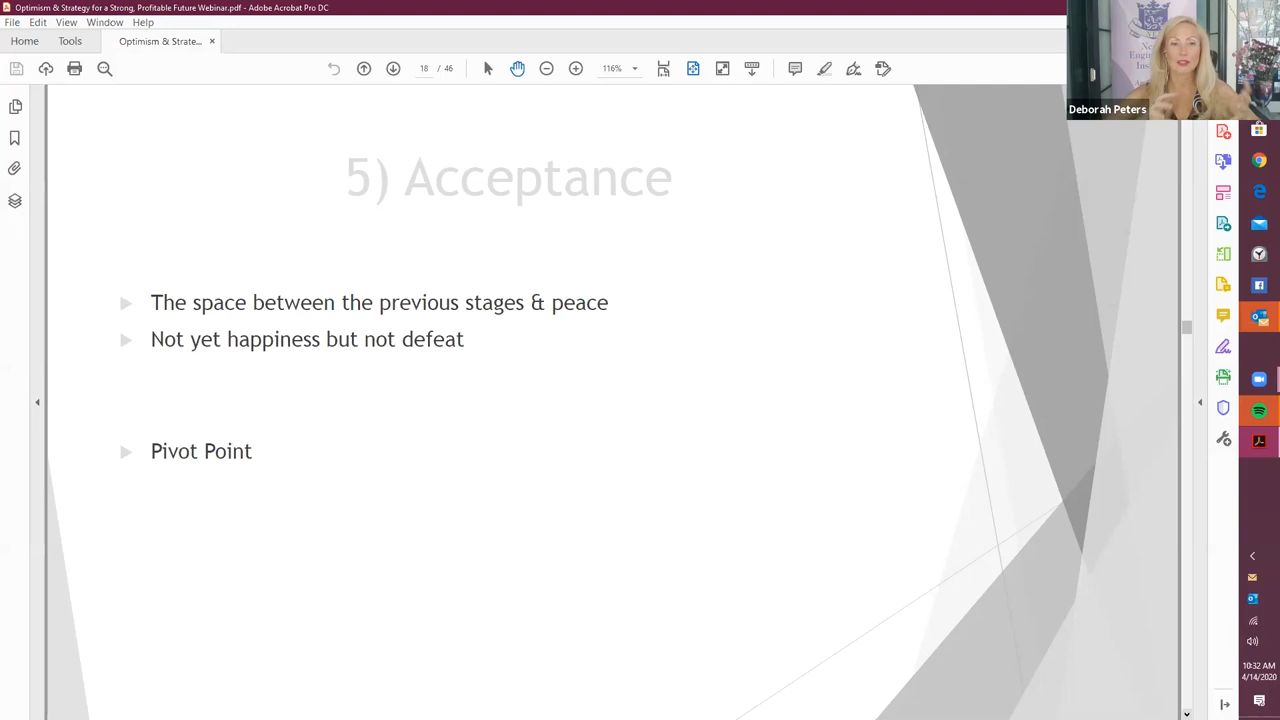 Optimism & Strategy for a Strong, Profitable Future Webinar.pdf - Adobe Acrobat Pro DC
File Edit View Window Help
Home Tools Optimism & Strate... ×
18 / 46 116%
Deborah Peters
5) Acceptance
The space between the previous stages & peace
Not yet happiness but not defeat
Pivot Point
10:32 AM
4/14/2020